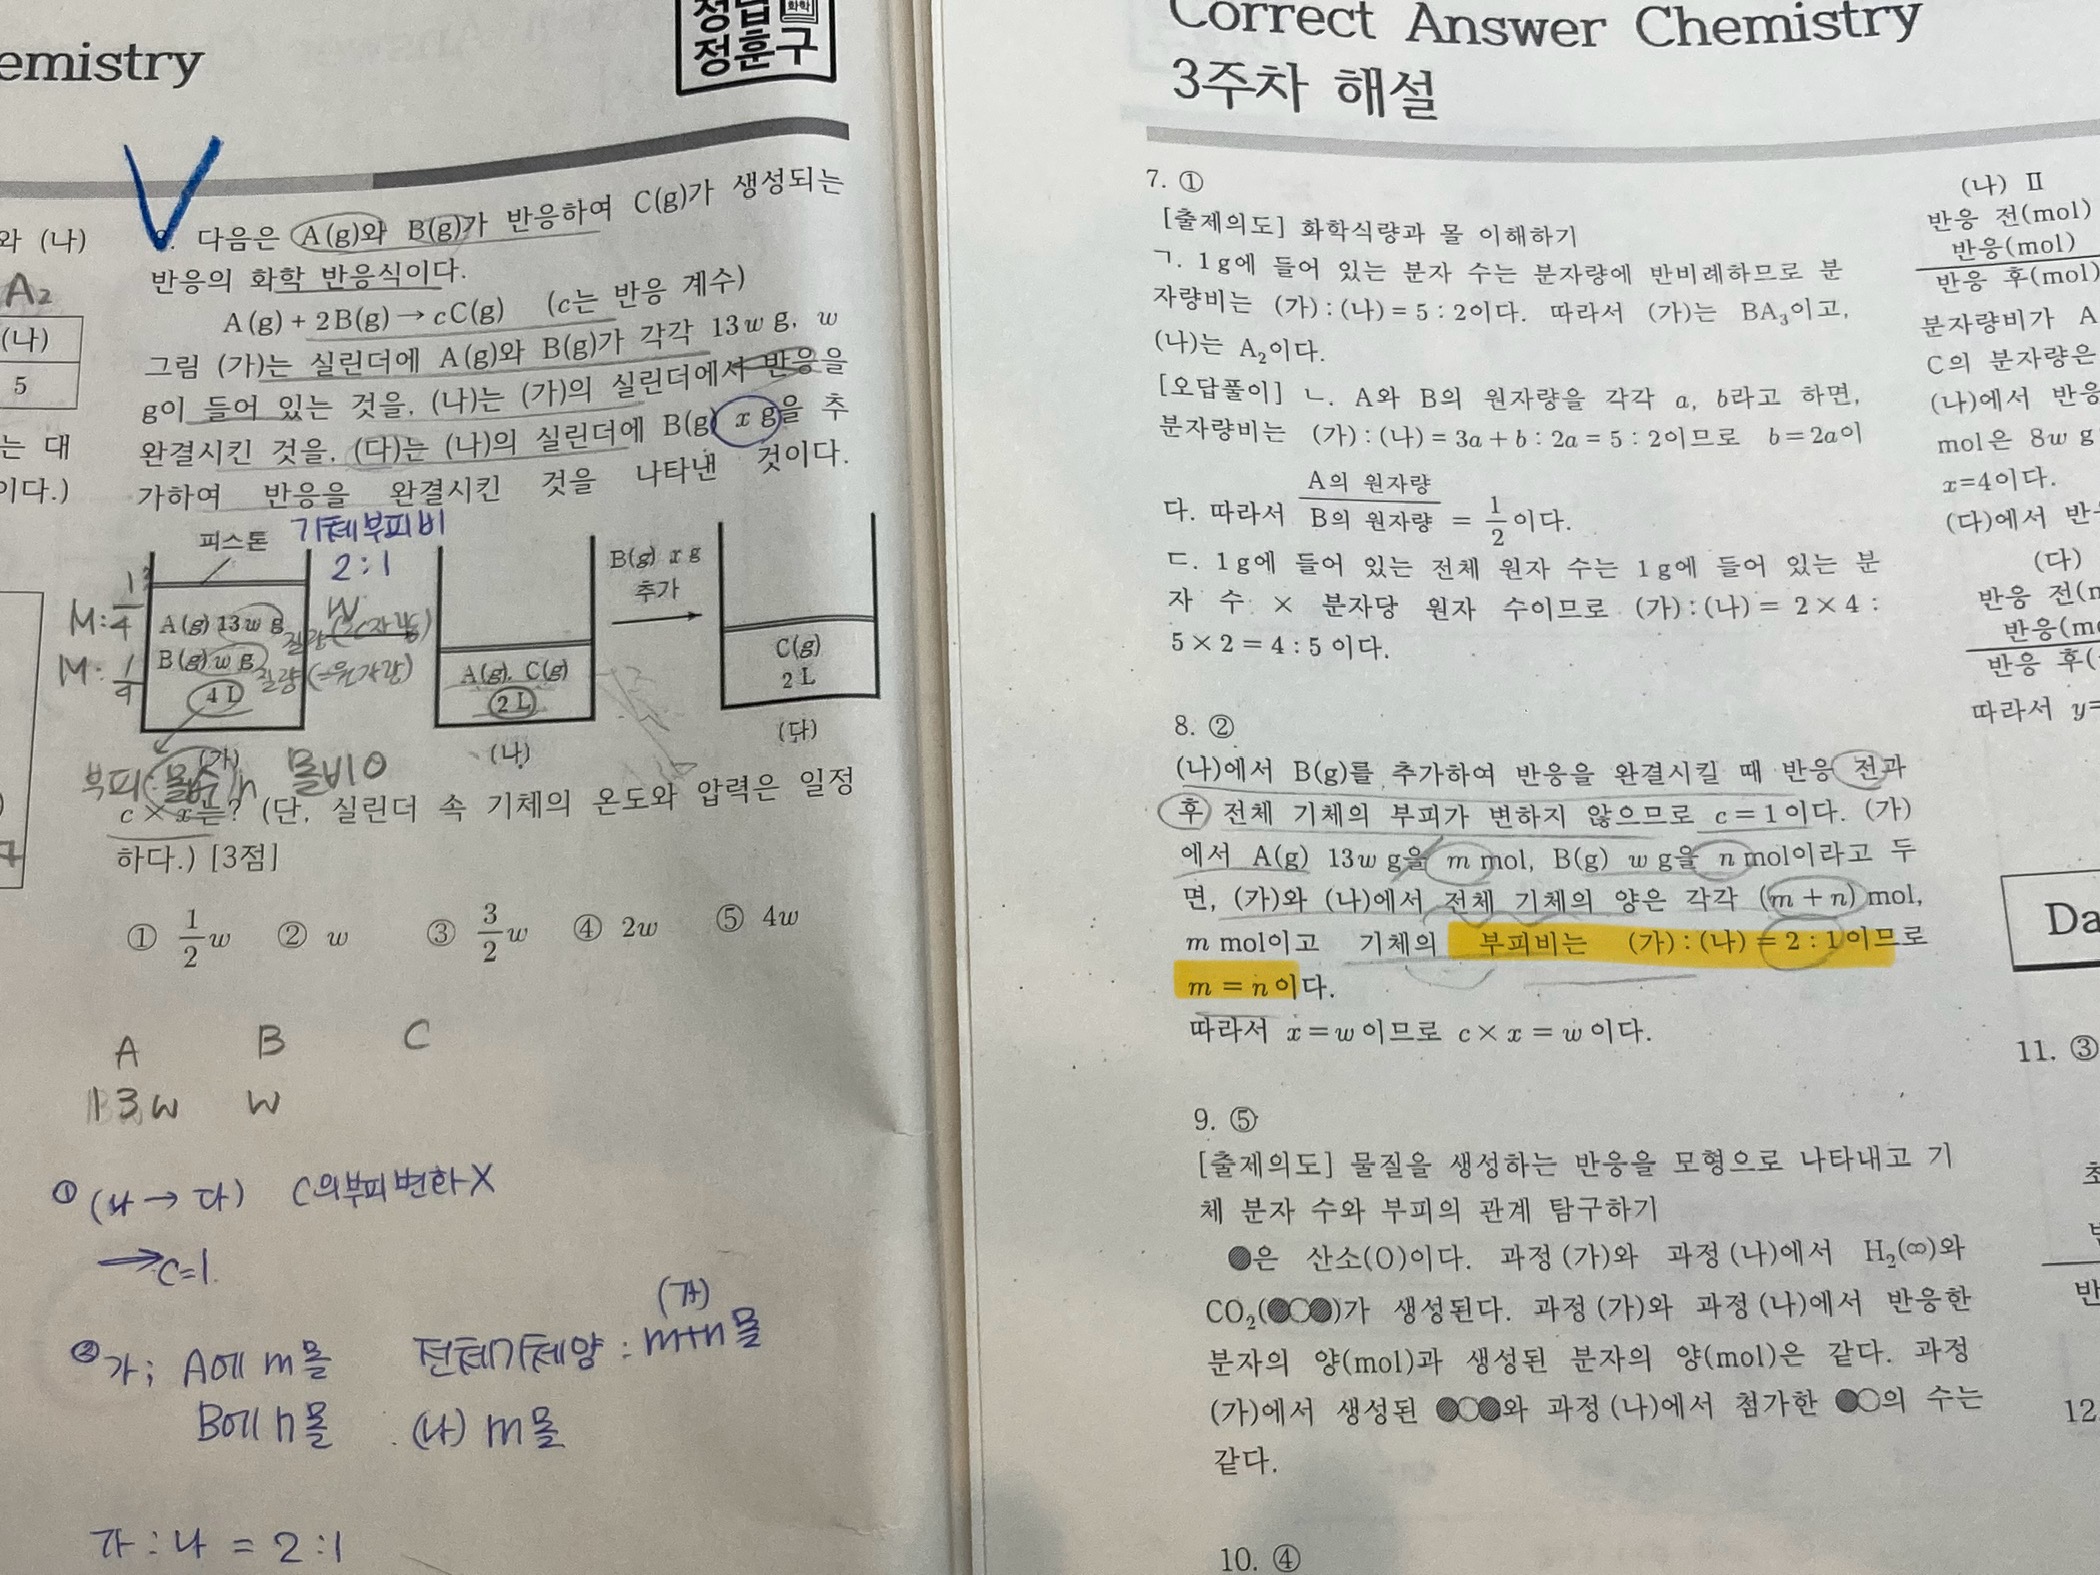 emistry
정답
화학
정훈구
와 (나)
A₂
(나)
5
는 대
이다.)
다음은 A(g)와 B(g)가 반응하여 C(g)가 생성되는
반응의 화학 반응식이다.
A(g) + 2B(g) → cC(g) (c는 반응 계수)
그림 (가)는 실린더에 A(g)와 B(g)가 각각 13w g, w
g이 들어 있는 것을, (나)는 (가)의 실린더에서 반응을
완결시킨 것을, (다)는 (나)의 실린더에 B(g) x g을 추
가하여 반응을 완결시킨 것을 나타낸 것이다.
피스톤
기체부피비
2:1
A(g) 13w g
B(g) w g
4 L
(가)
A(g), C(g)
2 L
(나)
B(g) x g
추가
C(g)
2 L
(다)
부피 몰비O
c × x는? (단, 실린더 속 기체의 온도와 압력은 일정
하다.) [3점]
① 1/2 w ② w ③ 3/2 w ④ 2w ⑤ 4w
A B C
13w w
① (나 → 다) C의부피변화X
→ C=1.
② 가; A에 m몰 전체기체양 : (가) m+n몰
B에 n몰 (나) m몰
가 : 나 = 2:1
Correct Answer Chemistry
3주차 해설
7. ①
[출제의도] 화학식량과 몰 이해하기
ㄱ. 1g에 들어 있는 분자 수는 분자량에 반비례하므로 분
자량비는 (가) : (나) = 5 : 2이다. 따라서 (가)는 BA₃이고,
(나)는 A₂이다.
[오답풀이] ㄴ. A와 B의 원자량을 각각 a, b라고 하면,
분자량비는 (가) : (나) = 3a + b : 2a = 5 : 2이므로 b = 2a이
다. 따라서 A의 원자량/B의 원자량 = 1/2이다.
ㄷ. 1g에 들어 있는 전체 원자 수는 1g에 들어 있는 분
자 수 × 분자당 원자 수이므로 (가) : (나) = 2 × 4 :
5 × 2 = 4 : 5 이다.
8. ②
(나)에서 B(g)를 추가하여 반응을 완결시킬 때 반응 전과
후 전체 기체의 부피가 변하지 않으므로 c = 1이다. (가)
에서 A(g) 13w g을 m mol, B(g) w g을 n mol이라고 두
면, (가)와 (나)에서 전체 기체의 양은 각각 (m + n) mol,
m mol이고 기체의 부피비는 (가) : (나) = 2 : 1이므로
m = n이다.
따라서 x = w이므로 c × x = w이다.
9. ⑤
[출제의도] 물질을 생성하는 반응을 모형으로 나타내고 기
체 분자 수와 부피의 관계 탐구하기
●은 산소(O)이다. 과정 (가)와 과정 (나)에서 H₂(∞)와
CO₂(●○●)가 생성된다. 과정 (가)와 과정 (나)에서 반응한
분자의 양(mol)과 생성된 분자의 양(mol)은 같다. 과정
(가)에서 생성된 ●○●와 과정 (나)에서 첨가한 ●○의 수는
같다.
10. ④
(나) Ⅱ
반응 전(mol)
반응(mol)
반응 후(mol)
분자량비가 A
C의 분자량은
(나)에서 반응
mol은 8w g
x=4이다.
(다)에서 반
(다)
반응 전(m
반응(mo
반응 후(
따라서 y=
Da
11. ③
12